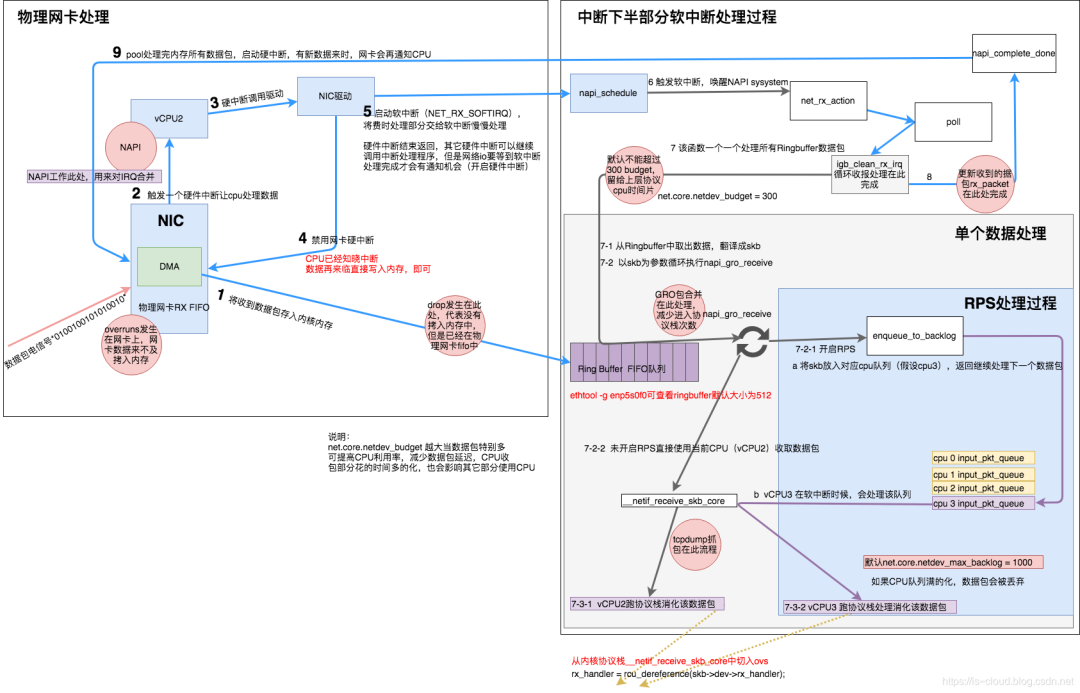 物理网卡处理
9 pool处理完内存所有数据包，启动硬中断，有新数据来时，网卡会再通知CPU
3 硬中断调用驱动
NIC驱动
vCPU2
NAPI
NAPI工作此处，用来对IRQ合并
5 启动软中断（NET_RX_SOFTIRQ），
将费时处理部分交给软中断慢慢处理
硬件中断结束返回，其它硬件中断可以继续
调用中断处理程序，但是网络io要等到软中断
处理完成才会有通知机会（开启硬件中断）
2 触发一个硬件中断让cpu处理数据
NIC
DMA
物理网卡RX FIFO
4 禁用网卡硬中断
CPU已经知晓中断
数据再来临直接写入内存，即可
1 将收到数据包存入内核内存
数据包电信号"0100100101010010"
overruns发生
在网卡上，网
卡数据来不及
拷入内存
drop发生在此
处，代表没有
拷入内存中，
但是已经在物
理网卡fifo中
说明：
net.core.netdev_budget 越大当数据包特别多
可提高CPU利用率，减少数据包延迟，CPU收
包部分花的时间多的化，也会影响其它部分使用CPU
中断下半部分软中断处理过程
napi_complete_done
napi_schedule
6 触发软中断，唤醒NAPI sysystem
net_rx_action
poll
7 该函数一个一个处理所有Ringbuffer数据包
igb_clean_rx_irq
循环收报处理在此
完成
8
更新收到的据
包rx_packet
在此处完成
默认不能超过
300 budget,
留给上层协议
cpu时间片
net.core.netdev_budget = 300
单个数据处理
7-1 从Ringbuffer中取出数据，翻译成skb
7-2 以skb为参数循环执行napi_gro_receive
GRO包合并
在此处理，
减少进入协
议栈次数
napi_gro_receive
Ring Buffer FIFO队列
ethtool -g enp5s0f0可查看ringbuffer默认大小为512
RPS处理过程
enqueue_to_backlog
7-2-1 开启RPS
a 将skb放入对应cpu队列（假设cpu3），返回继续处理下一个数据包
7-2-2 未开启RPS直接使用当前CPU（vCPU2）收取数据包
cpu 0 input_pkt_queue
cpu 1 input_pkt_queue
cpu 2 input_pkt_queue
cpu 3 input_pkt_queue
b vCPU3 在软中断时候，会处理该队列
__netif_receive_skb_core
tcpdump抓
包在此流程
默认net.core.netdev_max_backlog = 1000
如果CPU队列满的化，数据包会被丢弃
7-3-1 vCPU2跑协议栈消化该数据包
7-3-2 vCPU3 跑协议栈处理消化该数据包
从内核协议栈__netif_receive_skb_core中切入ovs
rx_handler = rcu_dereference(skb->dev->rx_handler);
https://is-cloud.blog.csdn.net